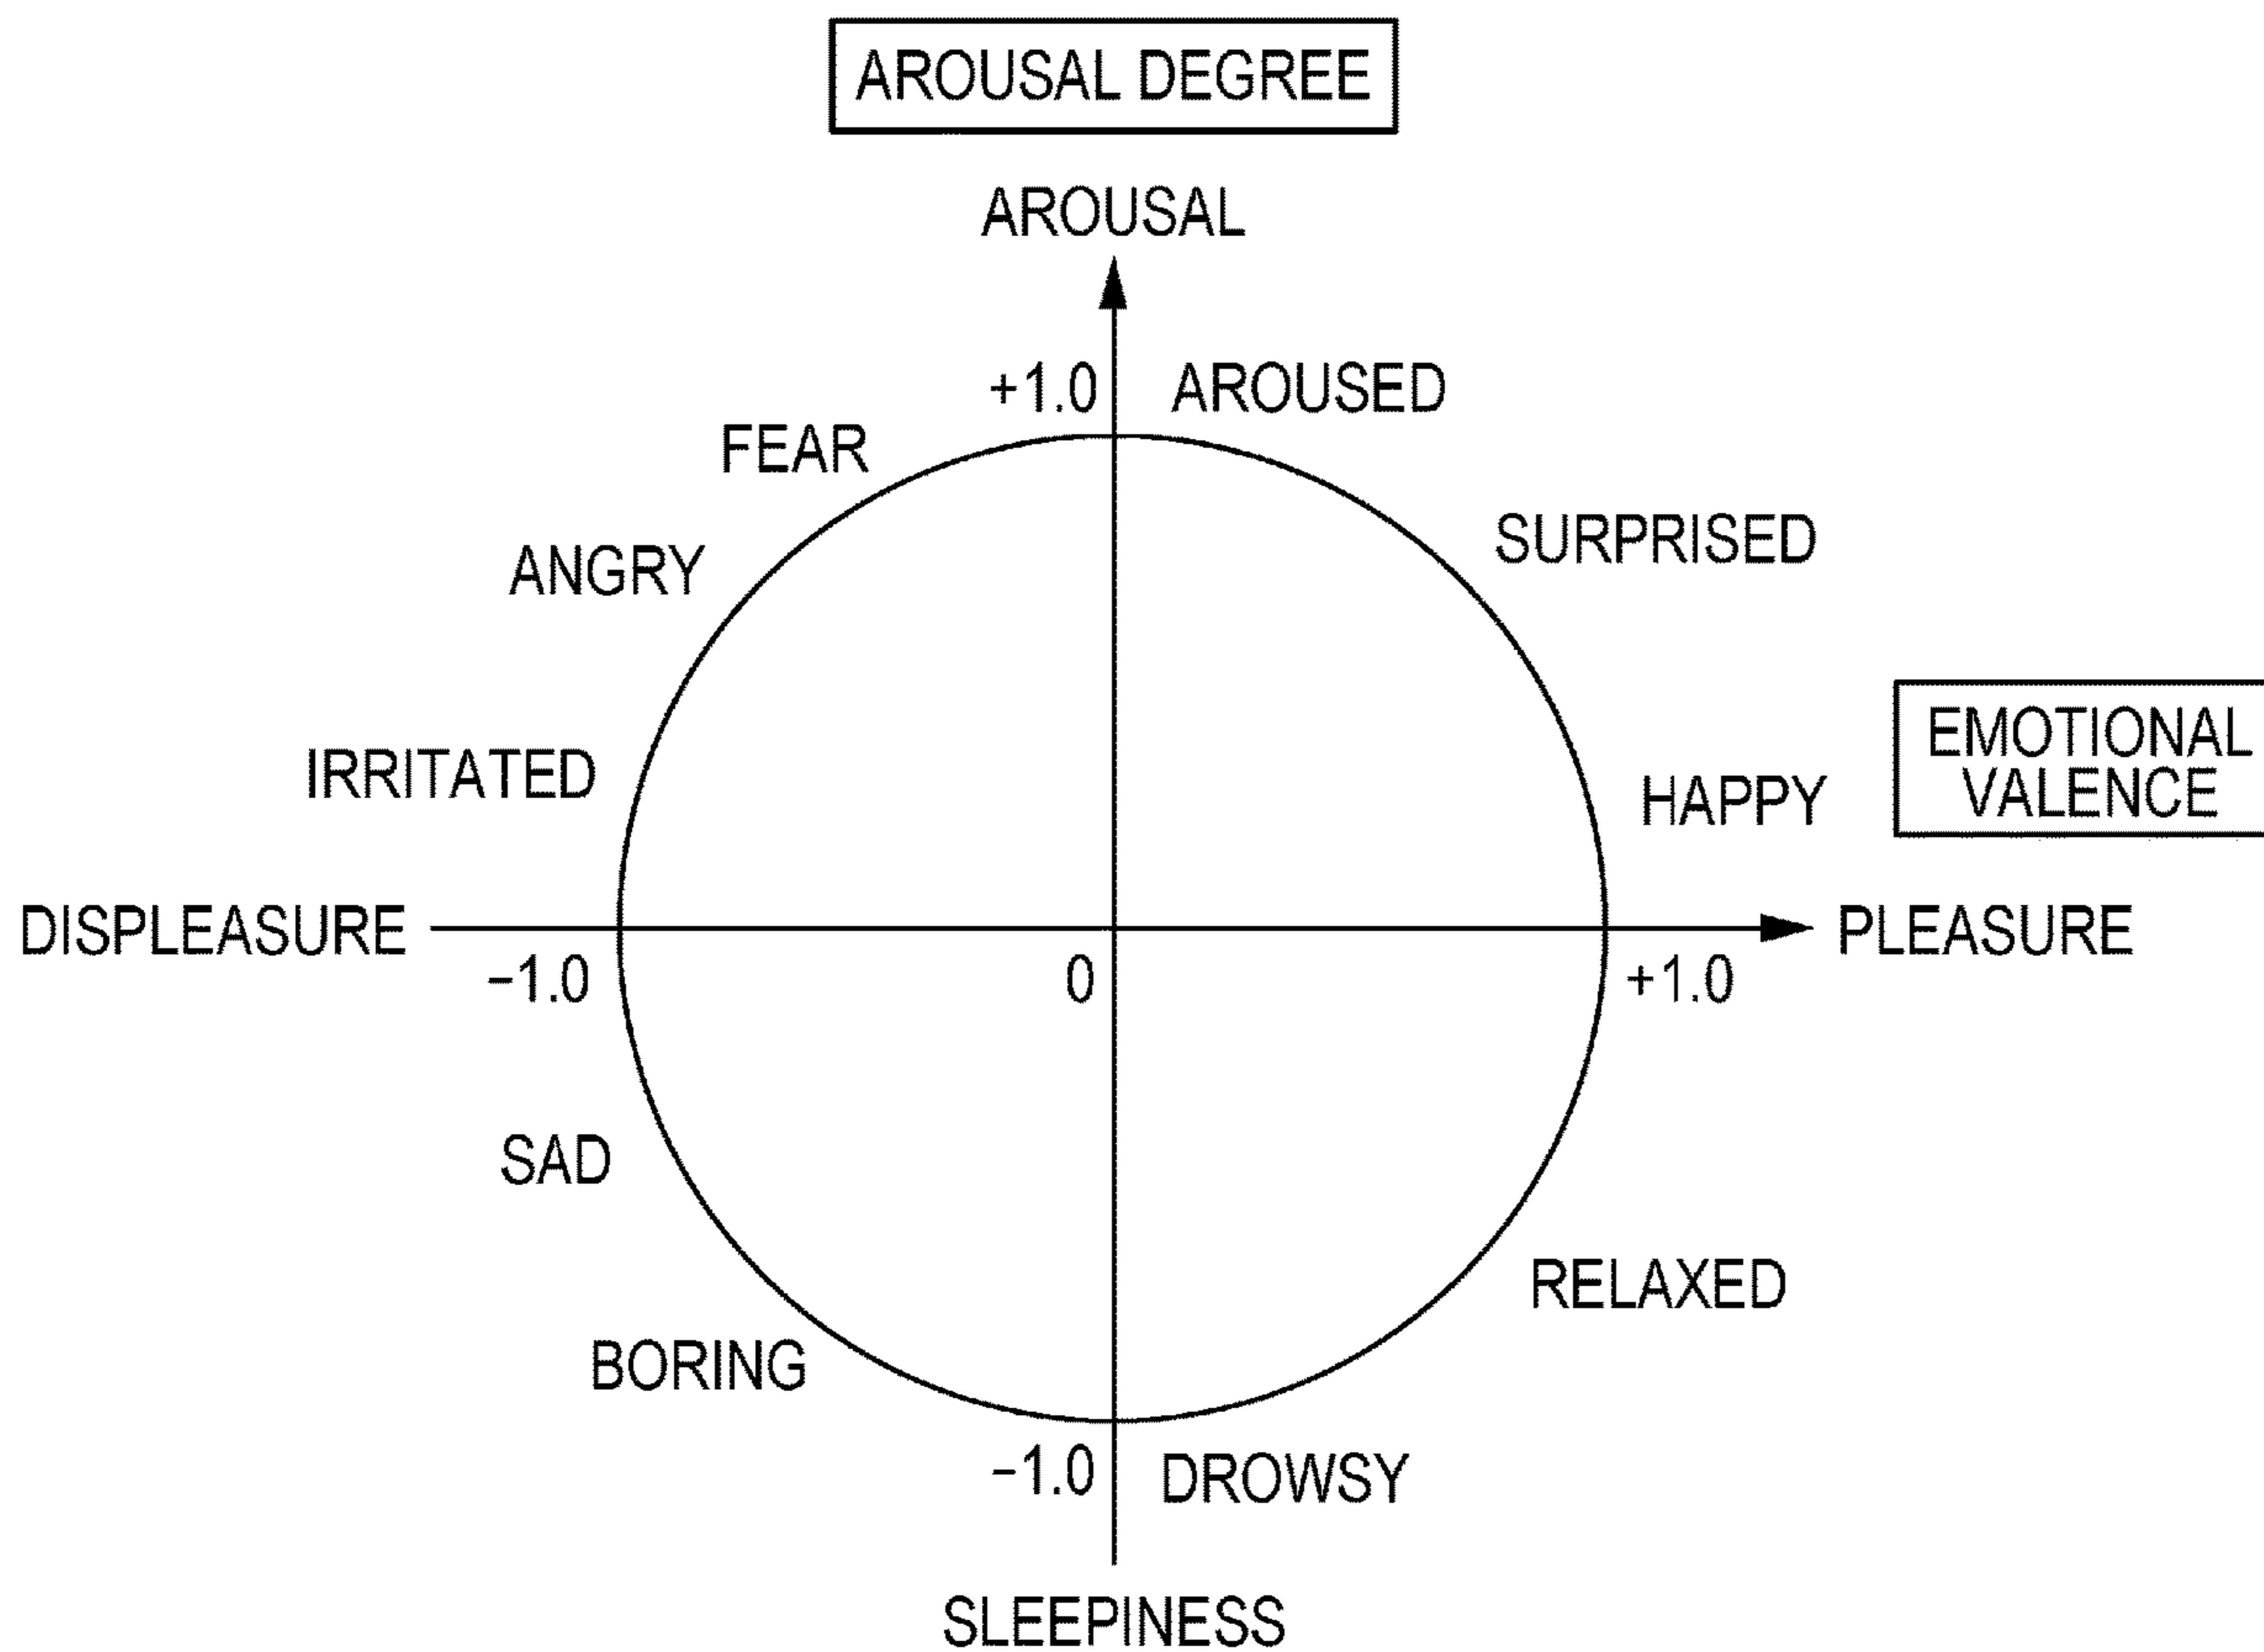 AROUSAL DEGREE
AROUSAL
+1.0 AROUSED
FEAR
SURPRISED
ANGRY
EMOTIONAL
VALENCE
IRRITATED
HAPPY
DISPLEASURE
PLEASURE
−1.0
0
+1.0
SAD
RELAXED
BORING
−1.0 DROWSY
SLEEPINESS